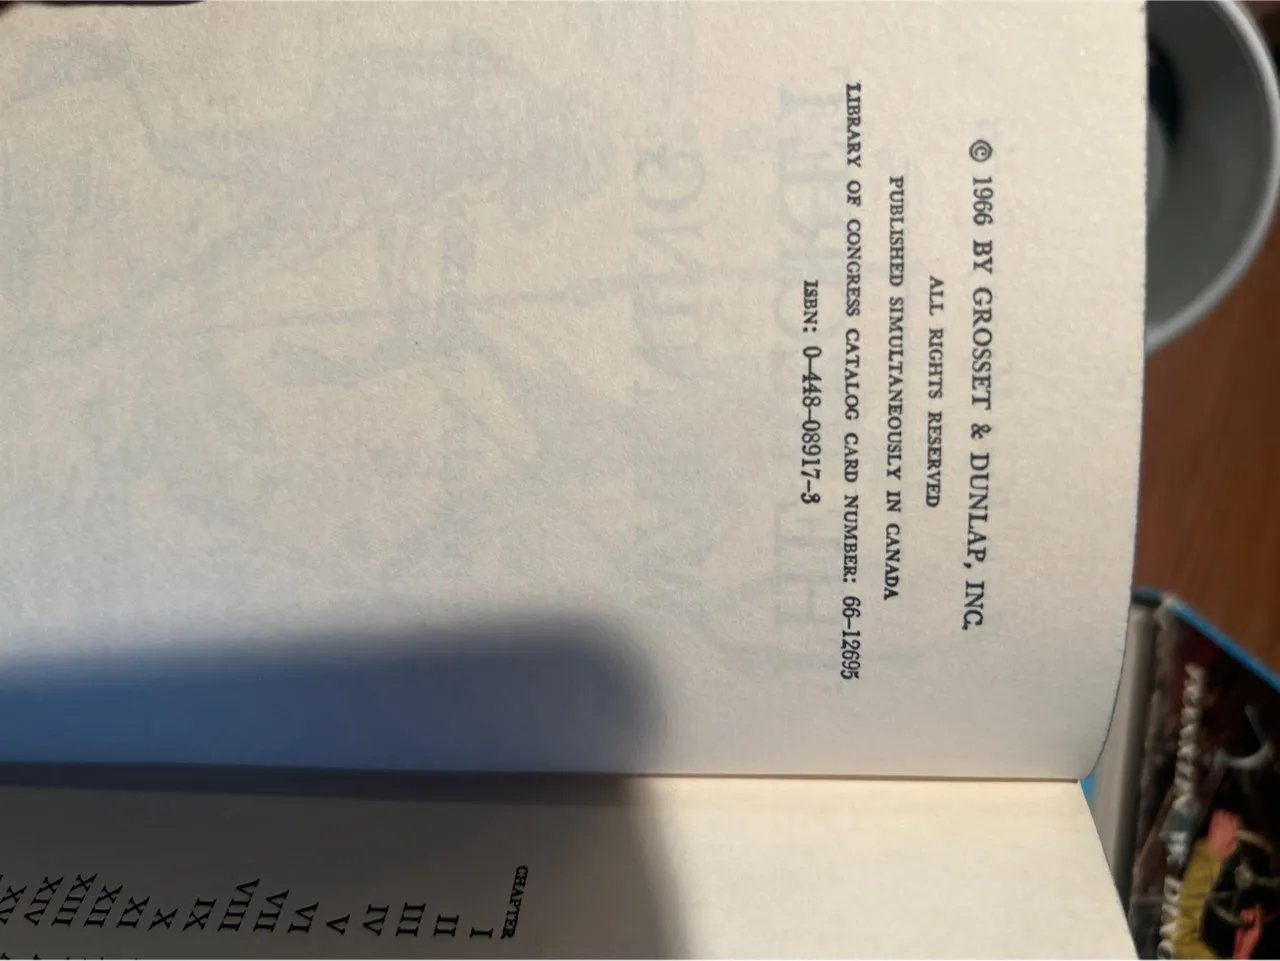 © 1966 BY GROSSET & DUNLAP, INC.
ALL RIGHTS RESERVED
PUBLISHED SIMULTANEOUSLY IN CANADA
LIBRARY OF CONGRESS CATALOG CARD NUMBER: 66-12695
ISBN: 0-448-08917-3
CHAPTER
I
II
III
IV
V
VI
VII
VIII
IX
X
XI
XII
XIII
XIV
XV